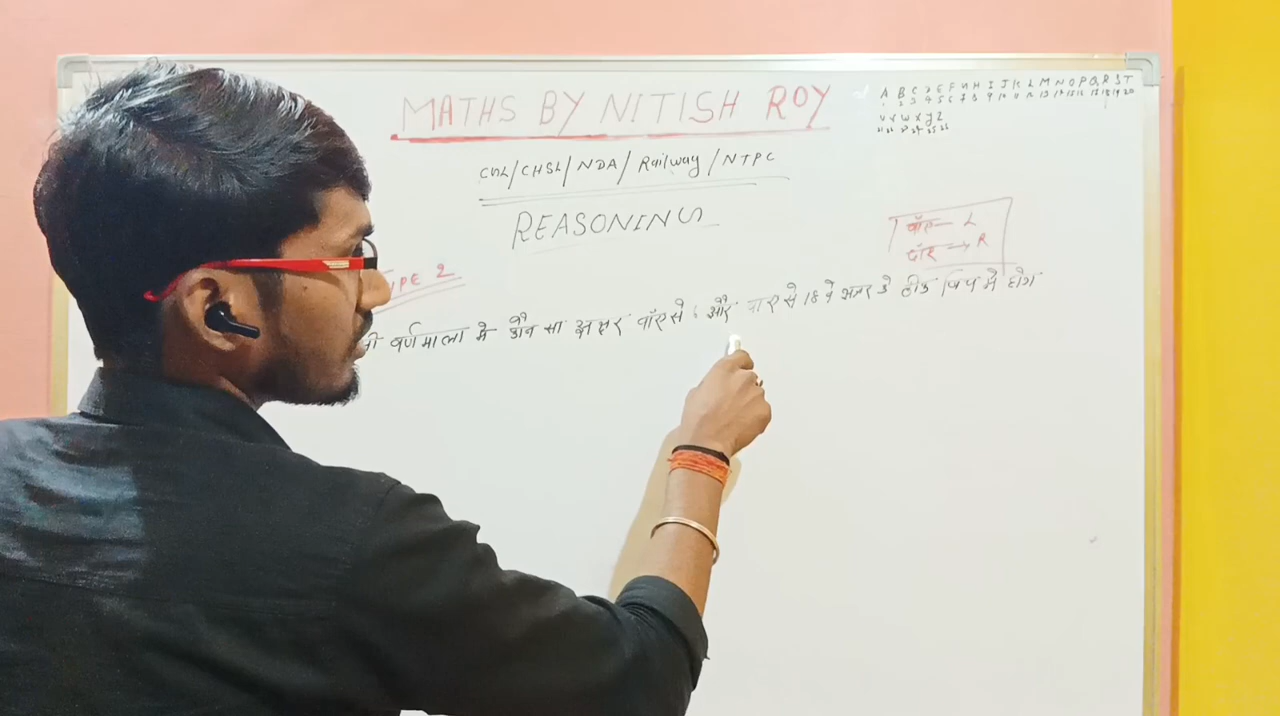 MATHS BY NITISH ROY
CGL/CHSL/NDA/Railway/NTPC
REASONING
A B C D E F G H I J K L M N O P Q R S T
1 2 3 4 5 6 7 8 9 10 11 12 13 14 15 16 17 18 19 20
U V W X Y Z
21 22 23 24 25 26
बाँए — L
दाँए → R
TYPE 2
वर्णमाला मे कौन सा अक्षर बाँए से 6 और बाए से 18 वे अक्षर के ठीक बिच मे होगा